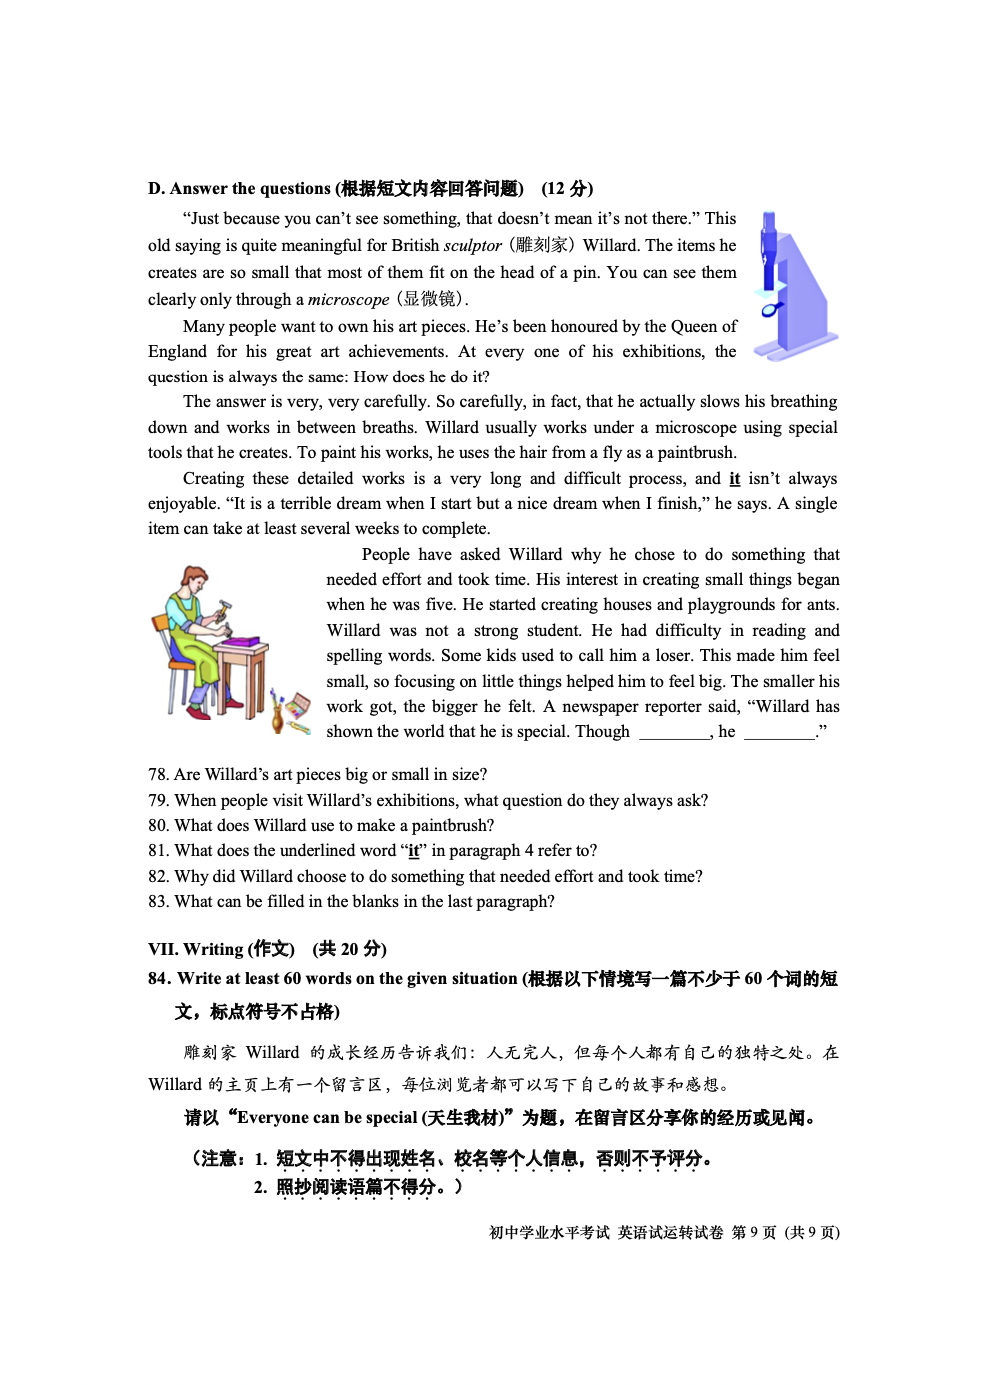 D. Answer the questions (根据短文内容回答问题) (12 分)
“Just because you can’t see something, that doesn’t mean it’s not there.” This
old saying is quite meaningful for British sculptor（雕刻家）Willard. The items he
creates are so small that most of them fit on the head of a pin. You can see them
clearly only through a microscope（显微镜）.
Many people want to own his art pieces. He’s been honoured by the Queen of
England for his great art achievements. At every one of his exhibitions, the
question is always the same: How does he do it?
The answer is very, very carefully. So carefully, in fact, that he actually slows his breathing
down and works in between breaths. Willard usually works under a microscope using special
tools that he creates. To paint his works, he uses the hair from a fly as a paintbrush.
Creating these detailed works is a very long and difficult process, and it isn’t always
enjoyable. “It is a terrible dream when I start but a nice dream when I finish,” he says. A single
item can take at least several weeks to complete.
People have asked Willard why he chose to do something that
needed effort and took time. His interest in creating small things began
when he was five. He started creating houses and playgrounds for ants.
Willard was not a strong student. He had difficulty in reading and
spelling words. Some kids used to call him a loser. This made him feel
small, so focusing on little things helped him to feel big. The smaller his
work got, the bigger he felt. A newspaper reporter said, “Willard has
shown the world that he is special. Though ________, he ________.”
78. Are Willard’s art pieces big or small in size?
79. When people visit Willard’s exhibitions, what question do they always ask?
80. What does Willard use to make a paintbrush?
81. What does the underlined word “it” in paragraph 4 refer to?
82. Why did Willard choose to do something that needed effort and took time?
83. What can be filled in the blanks in the last paragraph?
VII. Writing (作文) (共 20 分)
84. Write at least 60 words on the given situation (根据以下情境写一篇不少于 60 个词的短
文，标点符号不占格)
雕刻家 Willard 的成长经历告诉我们：人无完人，但每个人都有自己的独特之处。在
Willard 的主页上有一个留言区，每位浏览者都可以写下自己的故事和感想。
请以“Everyone can be special (天生我材)”为题，在留言区分享你的经历或见闻。
（注意：1. 短文中不得出现姓名、校名等个人信息，否则不予评分。
2. 照抄阅读语篇不得分。）
初中学业水平考试 英语试运转试卷 第 9 页 (共 9 页)